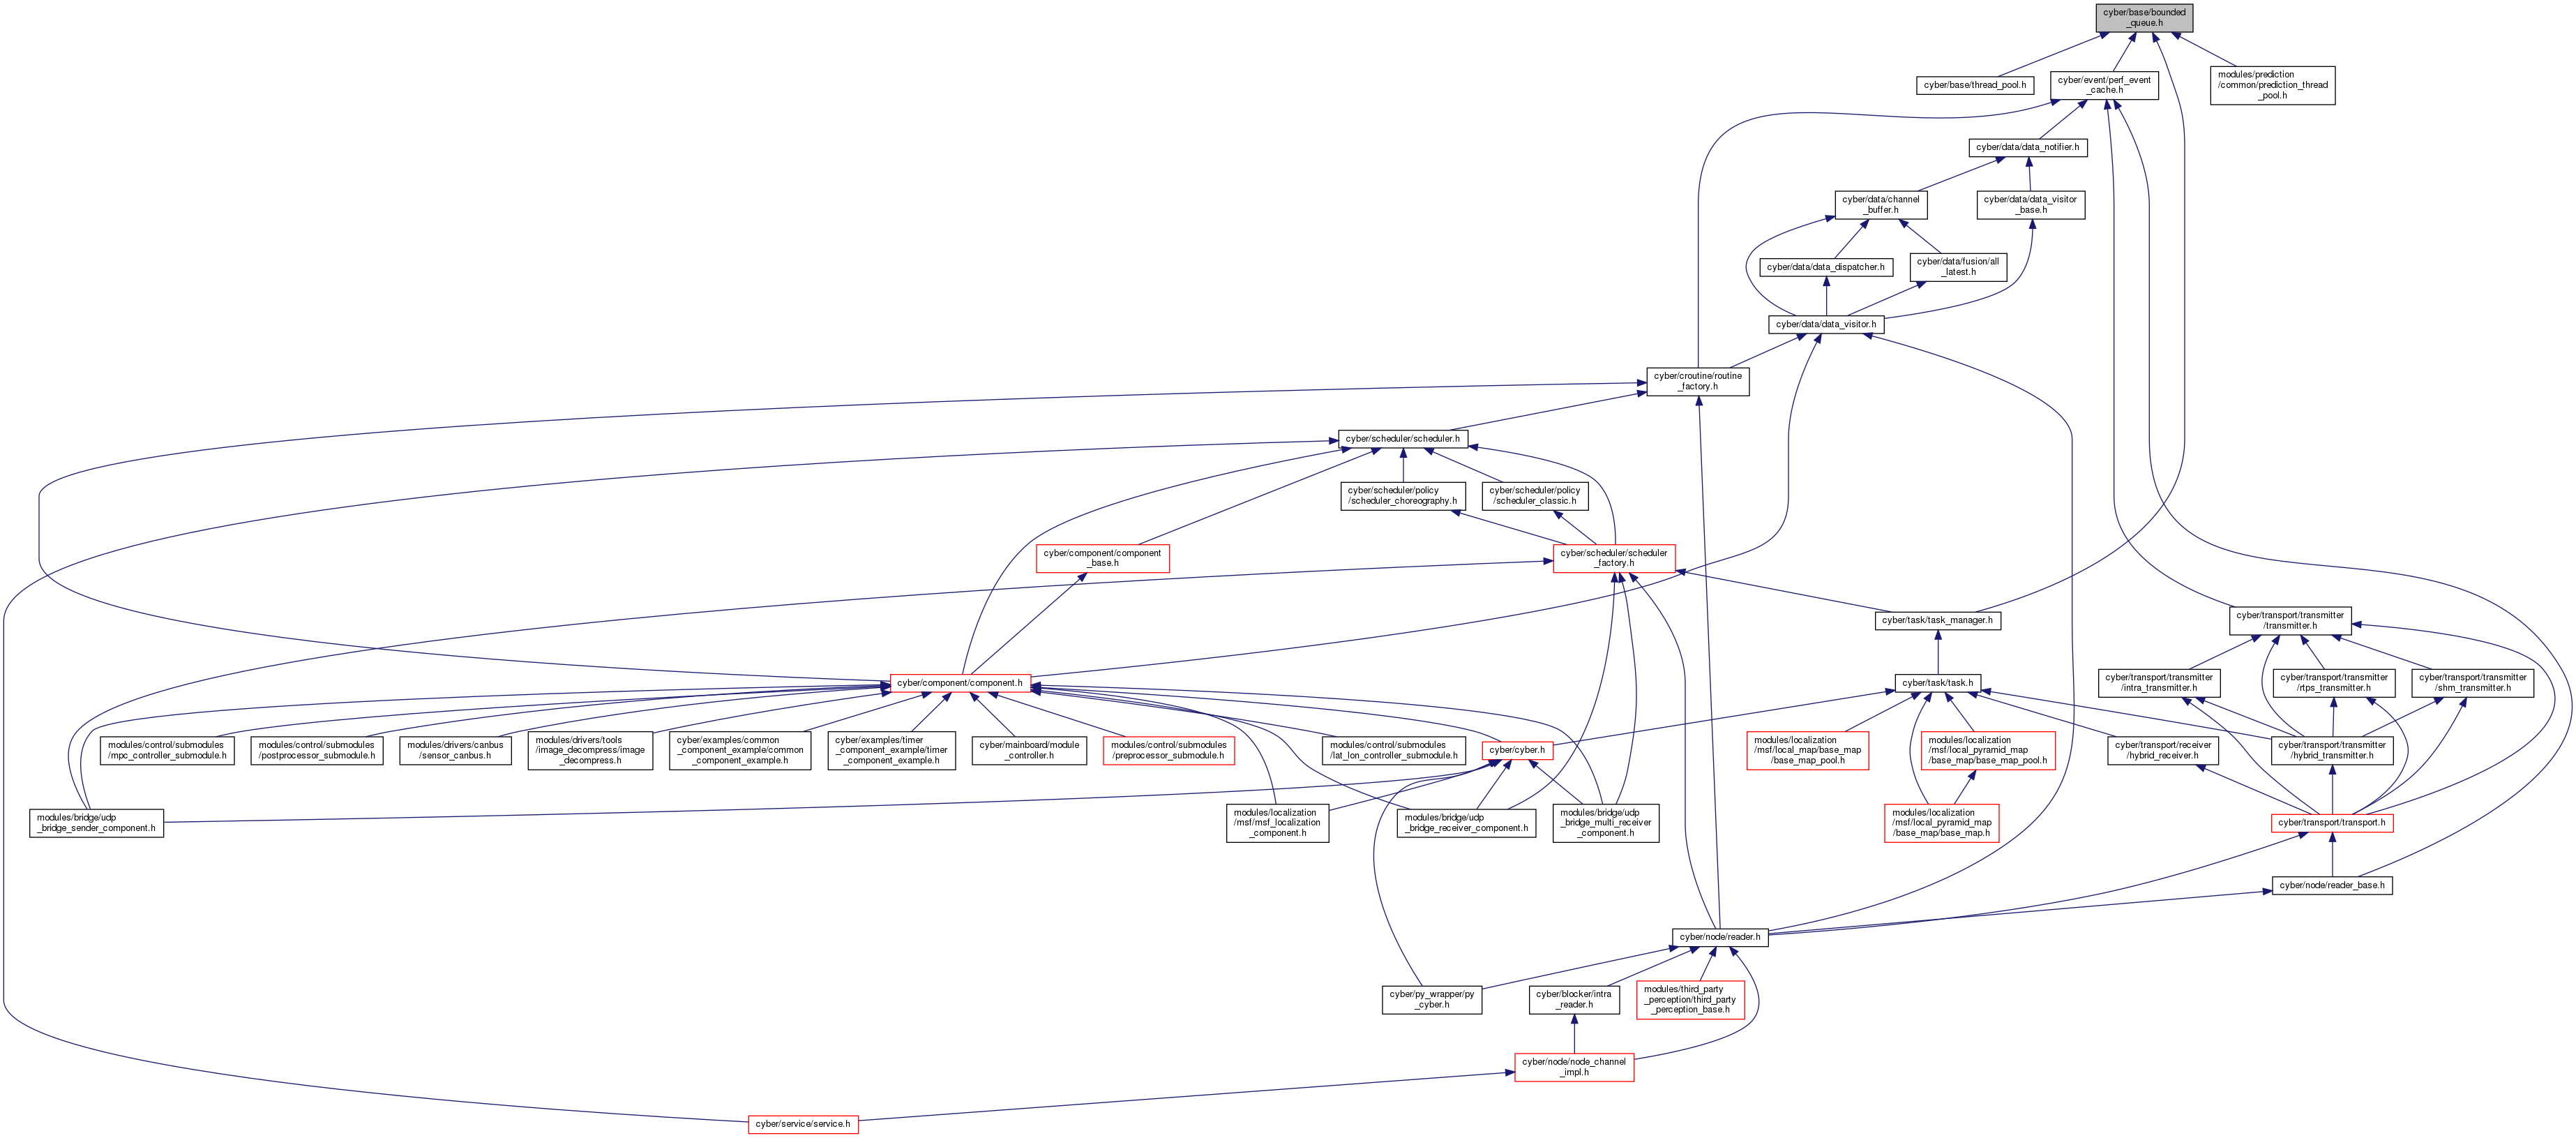 cyber/base/bounded
_queue.h
cyber/base/thread_pool.h
cyber/event/perf_event
_cache.h
modules/prediction
/common/prediction_thread
_pool.h
cyber/data/data_notifier.h
cyber/data/channel
_buffer.h
cyber/data/data_visitor
_base.h
cyber/data/data_dispatcher.h
cyber/data/fusion/all
_latest.h
cyber/data/data_visitor.h
cyber/croutine/routine
_factory.h
cyber/scheduler/scheduler.h
cyber/scheduler/policy
/scheduler_choreography.h
cyber/scheduler/policy
/scheduler_classic.h
cyber/component/component
_base.h
cyber/scheduler/scheduler
_factory.h
cyber/task/task_manager.h
cyber/transport/transmitter
/transmitter.h
cyber/component/component.h
cyber/task/task.h
cyber/transport/transmitter
/intra_transmitter.h
cyber/transport/transmitter
/rtps_transmitter.h
cyber/transport/transmitter
/shm_transmitter.h
modules/control/submodules
/mpc_controller_submodule.h
modules/control/submodules
/postprocessor_submodule.h
modules/drivers/canbus
/sensor_canbus.h
modules/drivers/tools
/image_decompress/image
_decompress.h
cyber/examples/common
_component_example/common
_component_example.h
cyber/examples/timer
_component_example/timer
_component_example.h
cyber/mainboard/module
_controller.h
modules/control/submodules
/preprocessor_submodule.h
modules/control/submodules
/lat_lon_controller_submodule.h
cyber/cyber.h
modules/localization
/msf/local_map/base_map
/base_map_pool.h
modules/localization
/msf/local_pyramid_map
/base_map/base_map_pool.h
cyber/transport/receiver
/hybrid_receiver.h
cyber/transport/transmitter
/hybrid_transmitter.h
modules/bridge/udp
_bridge_sender_component.h
modules/localization
/msf/msf_localization
_component.h
modules/bridge/udp
_bridge_receiver_component.h
modules/bridge/udp
_bridge_multi_receiver
_component.h
modules/localization
/msf/local_pyramid_map
/base_map/base_map.h
cyber/transport/transport.h
cyber/node/reader_base.h
cyber/node/reader.h
cyber/py_wrapper/py
_cyber.h
cyber/blocker/intra
_reader.h
modules/third_party
_perception/third_party
_perception_base.h
cyber/node/node_channel
_impl.h
cyber/service/service.h